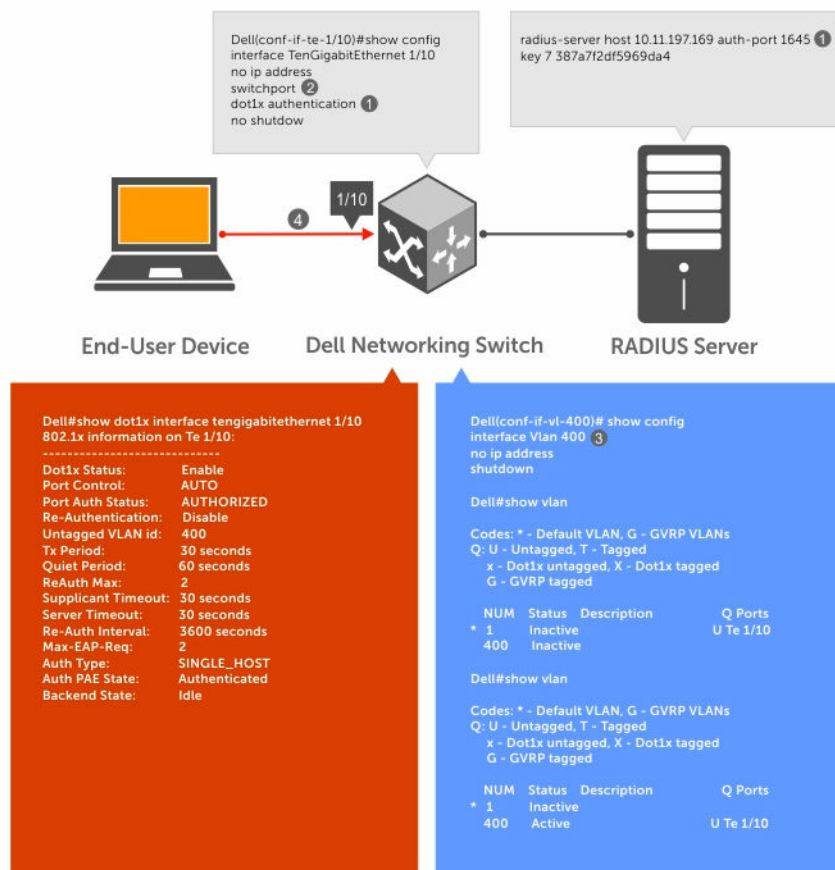 Dell(conf-if-te-1/10)#show config
interface TenGigabitEthernet 1/10
no ip address
switchport 2
dot1x authentication 1
no shutdow
radius-server host 10.11.197.169 auth-port 1645 1
key 7 387a7f2df5969da4
1/10
4
End-User Device
Dell Networking Switch
RADIUS Server
Dell#show dot1x interface tengigabitethernet 1/10
802.1x information on Te 1/10:
-----------------------------
Dot1x Status: Enable
Port Control: AUTO
Port Auth Status: AUTHORIZED
Re-Authentication: Disable
Untagged VLAN id: 400
Tx Period: 30 seconds
Quiet Period: 60 seconds
ReAuth Max: 2
Supplicant Timeout: 30 seconds
Server Timeout: 30 seconds
Re-Auth Interval: 3600 seconds
Max-EAP-Req: 2
Auth Type: SINGLE_HOST
Auth PAE State: Authenticated
Backend State: Idle
Dell(conf-if-vl-400)# show config
interface Vlan 400 3
no ip address
shutdown
Dell#show vlan
Codes: * - Default VLAN, G - GVRP VLANs
Q: U - Untagged, T - Tagged
x - Dot1x untagged, X - Dot1x tagged
G - GVRP tagged
NUM Status Description Q Ports
* 1 Inactive U Te 1/10
400 Inactive
Dell#show vlan
Codes: * - Default VLAN, G - GVRP VLANs
Q: U - Untagged, T - Tagged
x - Dot1x untagged, X - Dot1x tagged
G - GVRP tagged
NUM Status Description Q Ports
* 1 Inactive
400 Active U Te 1/10